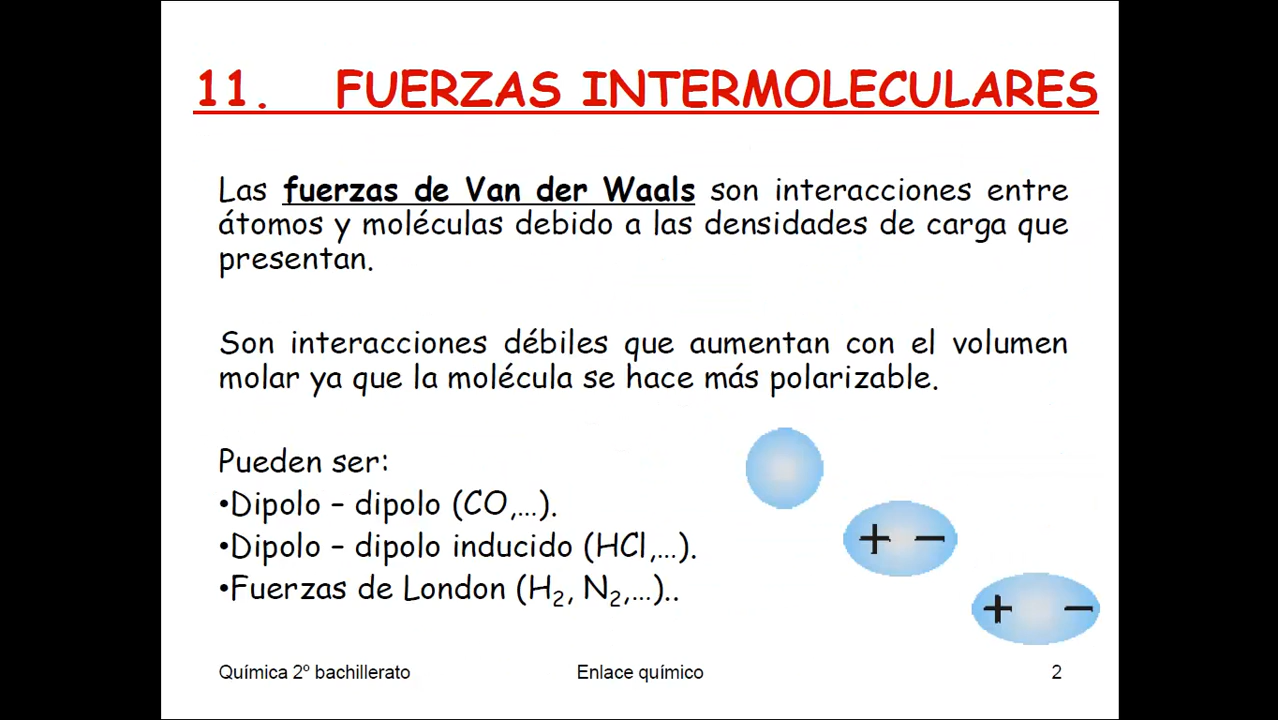 11. FUERZAS INTERMOLECULARES
Las fuerzas de Van der Waals son interacciones entre
átomos y moléculas debido a las densidades de carga que
presentan.
Son interacciones débiles que aumentan con el volumen
molar ya que la molécula se hace más polarizable.
Pueden ser:
•Dipolo – dipolo (CO,…).
•Dipolo – dipolo inducido (HCl,…).
•Fuerzas de London (H₂, N₂,…)..
+ –
+ –
Química 2º bachillerato Enlace químico 2